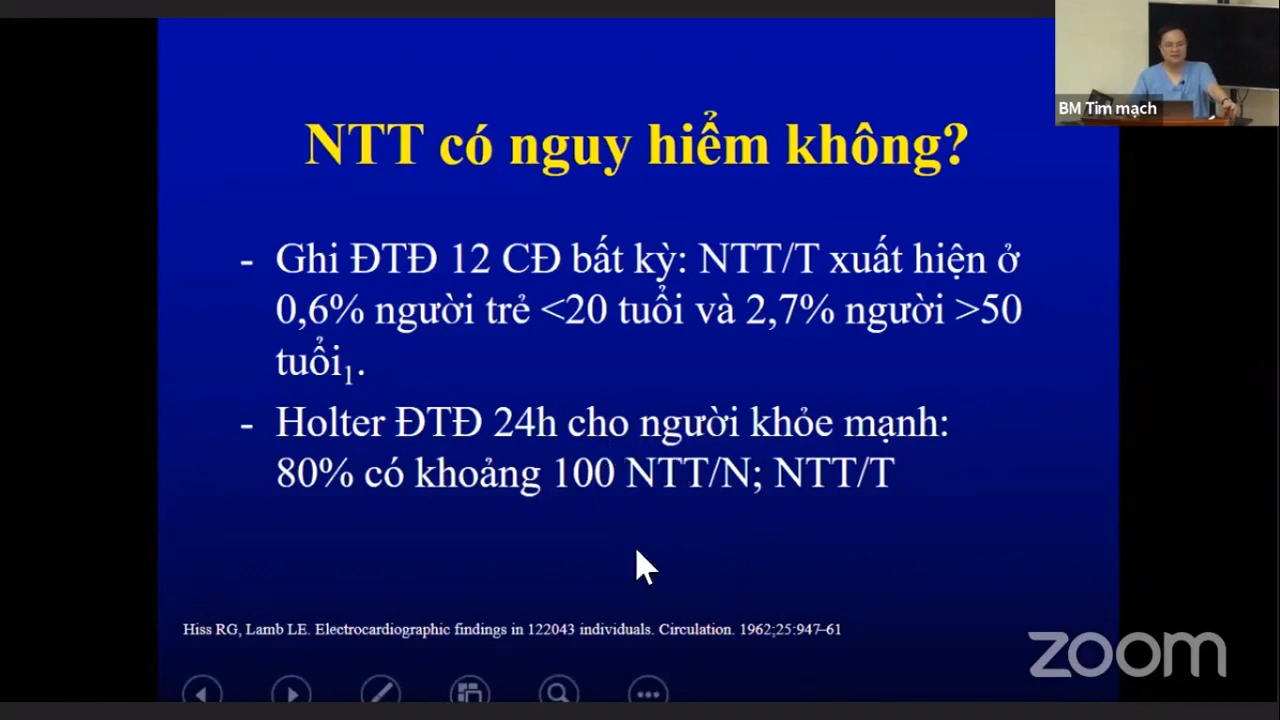 BM Tim mạch
NTT có nguy hiểm không?
- Ghi ĐTĐ 12 CĐ bất kỳ: NTT/T xuất hiện ở
0,6% người trẻ <20 tuổi và 2,7% người >50
tuổi1.
- Holter ĐTĐ 24h cho người khỏe mạnh:
80% có khoảng 100 NTT/N; NTT/T
Hiss RG, Lamb LE. Electrocardiographic findings in 122043 individuals. Circulation. 1962;25:947–61
zoom